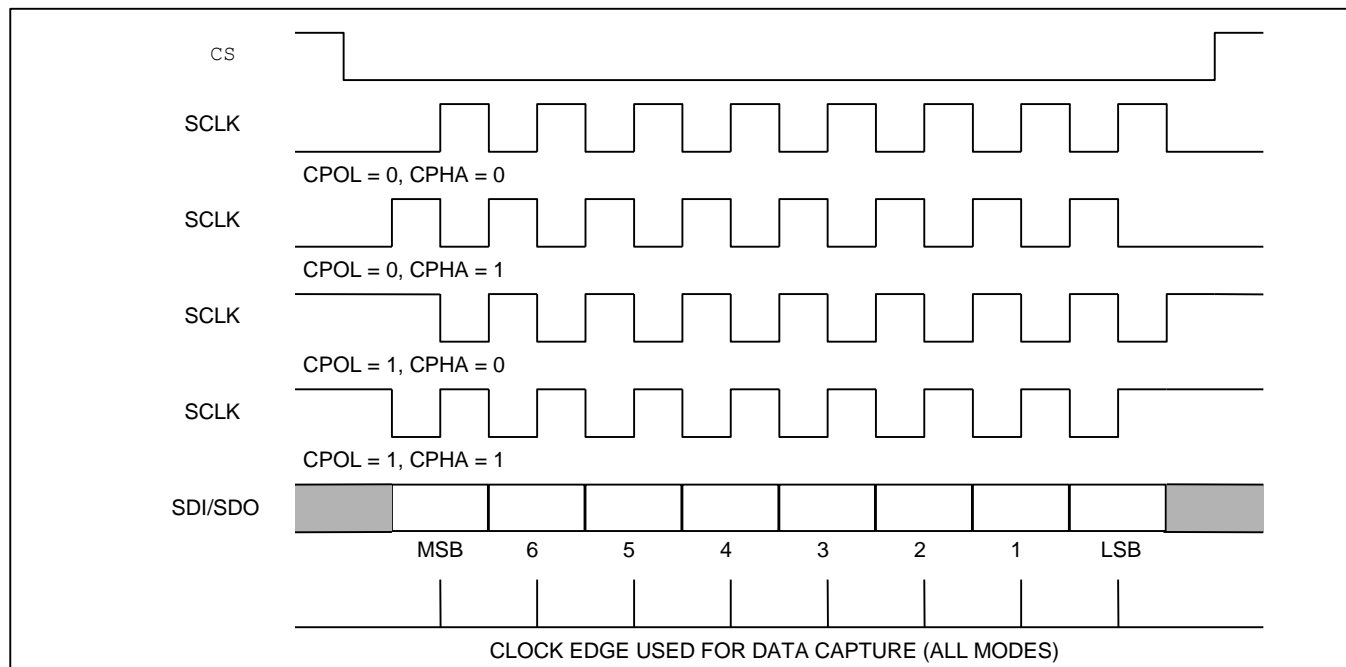 CS
SCLK
CPOL = 0, CPHA = 0
SCLK
CPOL = 0, CPHA = 1
SCLK
CPOL = 1, CPHA = 0
SCLK
CPOL = 1, CPHA = 1
SDI/SDO
MSB 6 5 4 3 2 1 LSB
CLOCK EDGE USED FOR DATA CAPTURE (ALL MODES)